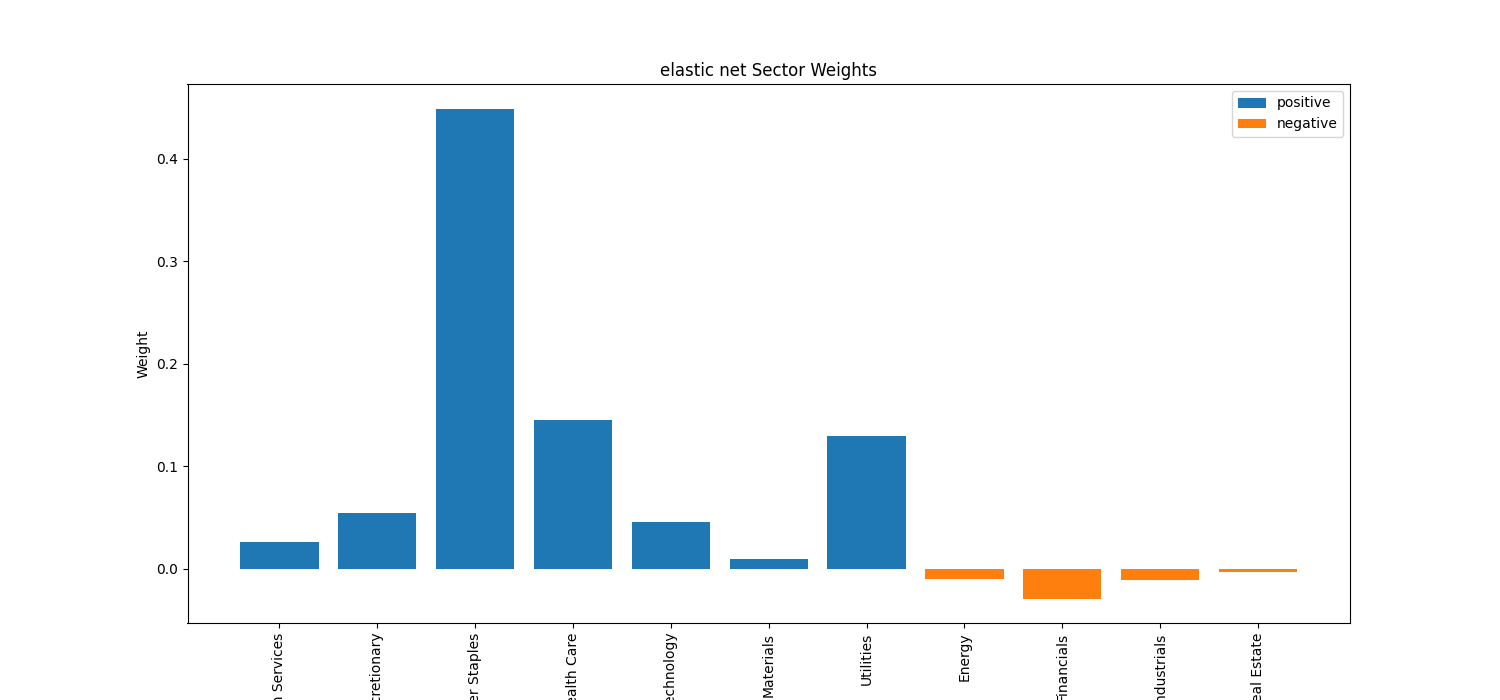 elastic net Sector Weights
positive
negative
Weight
0.4
0.3
0.2
0.1
0.0
n Services
cretionary
er Staples
ealth Care
echnology
Materials
Utilities
Energy
Financials
ndustrials
eal Estate